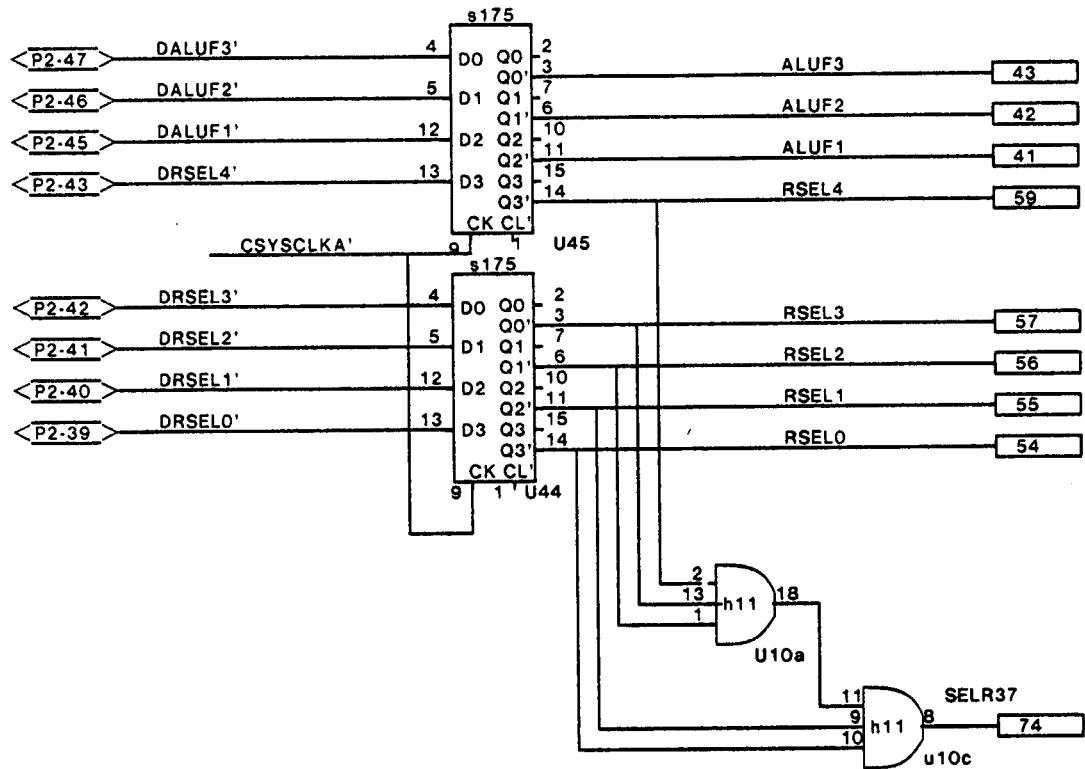 s175
P2-47 DALUF3' 4 D0 Q0 2
Q0' 3 ALUF3 43
P2-46 DALUF2' 5 D1 Q1 7
Q1' 6 ALUF2 42
P2-45 DALUF1' 12 D2 Q2 10
Q2' 11 ALUF1 41
P2-43 DRSEL4' 13 D3 Q3 15
Q3' 14 RSEL4 59
CK CL'
CSYSCLKA' 9 1 U45
s175
P2-42 DRSEL3' 4 D0 Q0 2
Q0' 3 RSEL3 57
P2-41 DRSEL2' 5 D1 Q1 7
Q1' 6 RSEL2 56
P2-40 DRSEL1' 12 D2 Q2 10
Q2' 11 RSEL1 55
P2-39 DRSEL0' 13 D3 Q3 15
Q3' 14 RSEL0 54
CK CL'
9 1 U44
2
13 h11 18
1
U10a
11 SELR37
9 h11 8 74
10
u10c